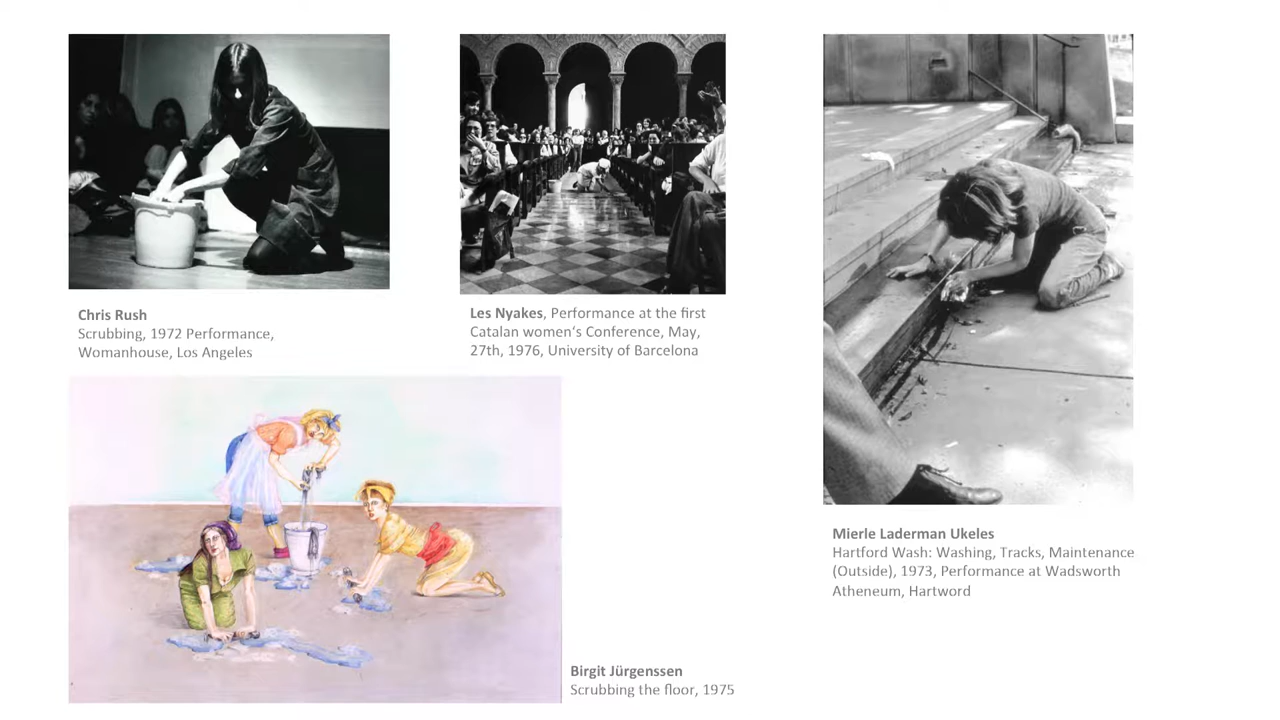 Chris Rush
Scrubbing, 1972 Performance,
Womanhouse, Los Angeles
Les Nyakes, Performance at the first
Catalan women‘s Conference, May,
27th, 1976, University of Barcelona
Mierle Laderman Ukeles
Hartford Wash: Washing, Tracks, Maintenance
(Outside), 1973, Performance at Wadsworth
Atheneum, Hartword
Birgit Jürgenssen
Scrubbing the floor, 1975